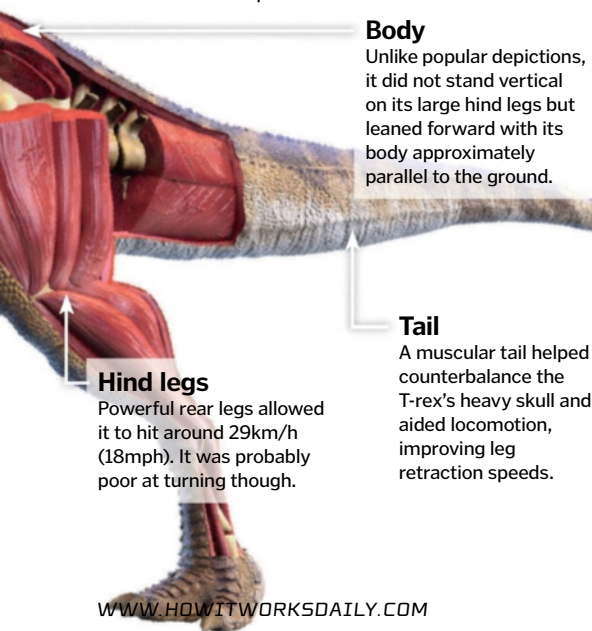 Body
Unlike popular depictions,
it did not stand vertical
on its large hind legs but
leaned forward with its
body approximately
parallel to the ground.
Tail
A muscular tail helped
counterbalance the
T-rex's heavy skull and
aided locomotion,
improving leg
retraction speeds.
Hind legs
Powerful rear legs allowed
it to hit around 29km/h
(18mph). It was probably
poor at turning though.
WWW.HOWITWORKSDAILY.COM